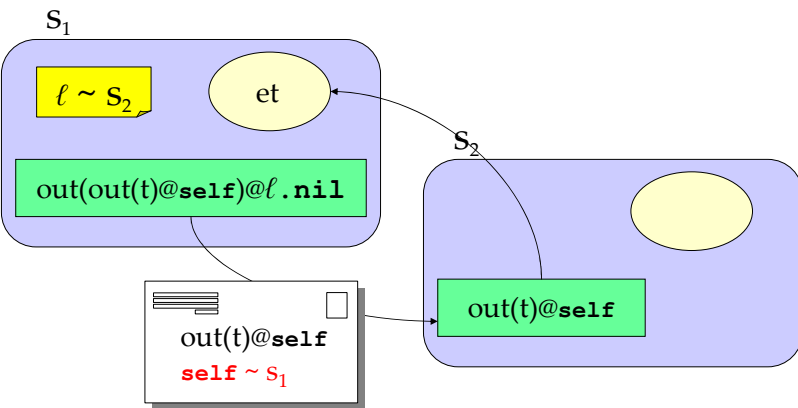 s₁
ℓ ~ s₂
et
out(out(t)@self)@ℓ.nil
s₂
out(t)@self
out(t)@self
self ~ s₁